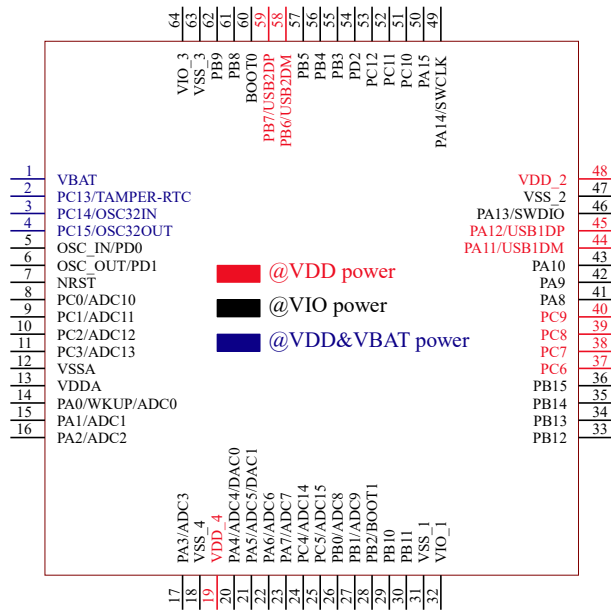 64 63 62 61 60 59 58 57 56 55 54 53 52 51 50 49
VIO_3
VSS_3
PB9
PB8
BOOT0
PB7/USB2DP
PB6/USB2DM
PB5
PB4
PB3
PD2
PC12
PC11
PC10
PA15
PA14/SWCLK
1 VBAT
2 PC13/TAMPER-RTC
3 PC14/OSC32IN
4 PC15/OSC32OUT
5 OSC_IN/PD0
6 OSC_OUT/PD1
7 NRST
8 PC0/ADC10
9 PC1/ADC11
10 PC2/ADC12
11 PC3/ADC13
12 VSSA
13 VDDA
14 PA0/WKUP/ADC0
15 PA1/ADC1
16 PA2/ADC2
@VDD power
@VIO power
@VDD&VBAT power
VDD_2 48
VSS_2 47
PA13/SWDIO 46
PA12/USB1DP 45
PA11/USB1DM 44
PA10 43
PA9 42
PA8 41
PC9 40
PC8 39
PC7 38
PC6 37
PB15 36
PB14 35
PB13 34
PB12 33
PA3/ADC3
VSS_4
VDD_4
PA4/ADC4/DAC0
PA5/ADC5/DAC1
PA6/ADC6
PA7/ADC7
PC4/ADC14
PC5/ADC15
PB0/ADC8
PB1/ADC9
PB2/BOOT1
PB10
PB11
VSS_1
VIO_1
17 18 19 20 21 22 23 24 25 26 27 28 29 30 31 32